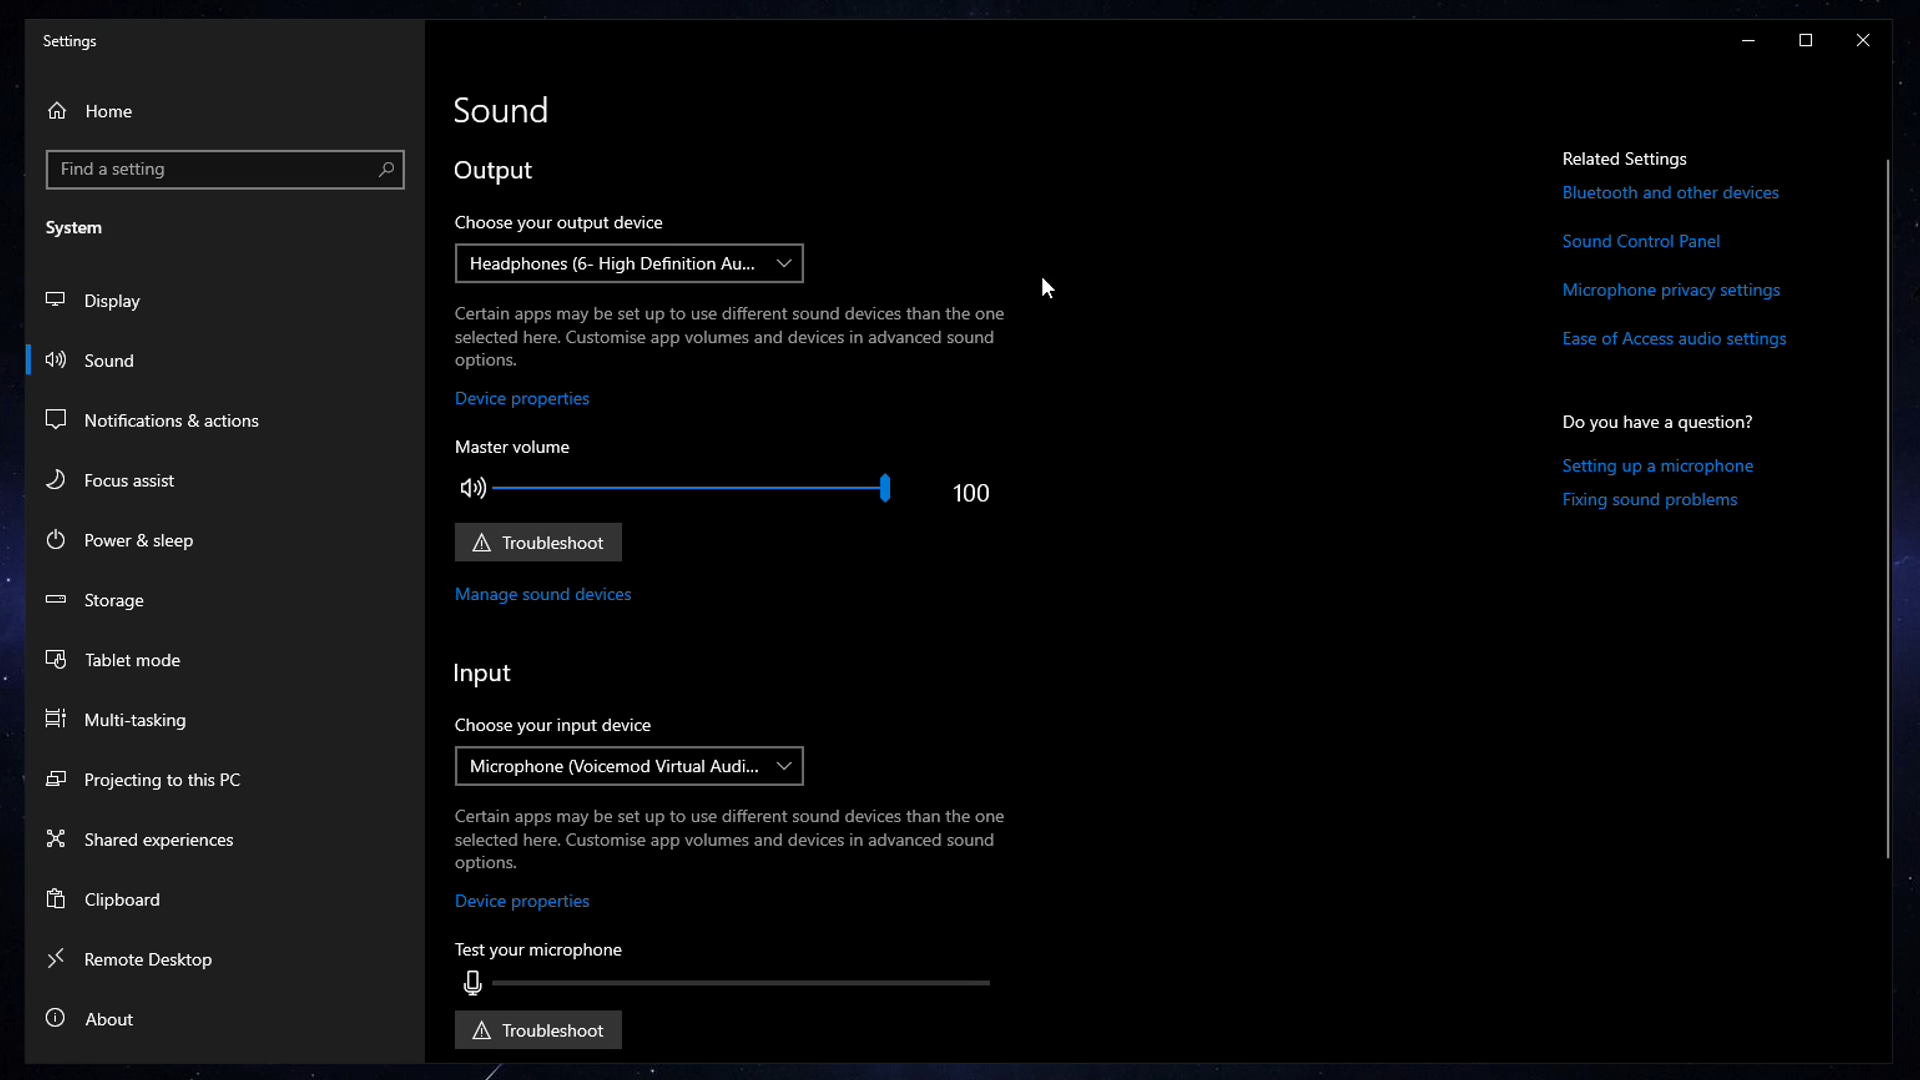 Settings
Home
Find a setting
System
Display
Sound
Notifications & actions
Focus assist
Power & sleep
Storage
Tablet mode
Multi-tasking
Projecting to this PC
Shared experiences
Clipboard
Remote Desktop
About
Sound
Output
Choose your output device
Headphones (6- High Definition Au...
Certain apps may be set up to use different sound devices than the one
selected here. Customise app volumes and devices in advanced sound
options.
Device properties
Master volume
100
Troubleshoot
Manage sound devices
Input
Choose your input device
Microphone (Voicemod Virtual Audi...
Certain apps may be set up to use different sound devices than the one
selected here. Customise app volumes and devices in advanced sound
options.
Device properties
Test your microphone
Troubleshoot
Related Settings
Bluetooth and other devices
Sound Control Panel
Microphone privacy settings
Ease of Access audio settings
Do you have a question?
Setting up a microphone
Fixing sound problems